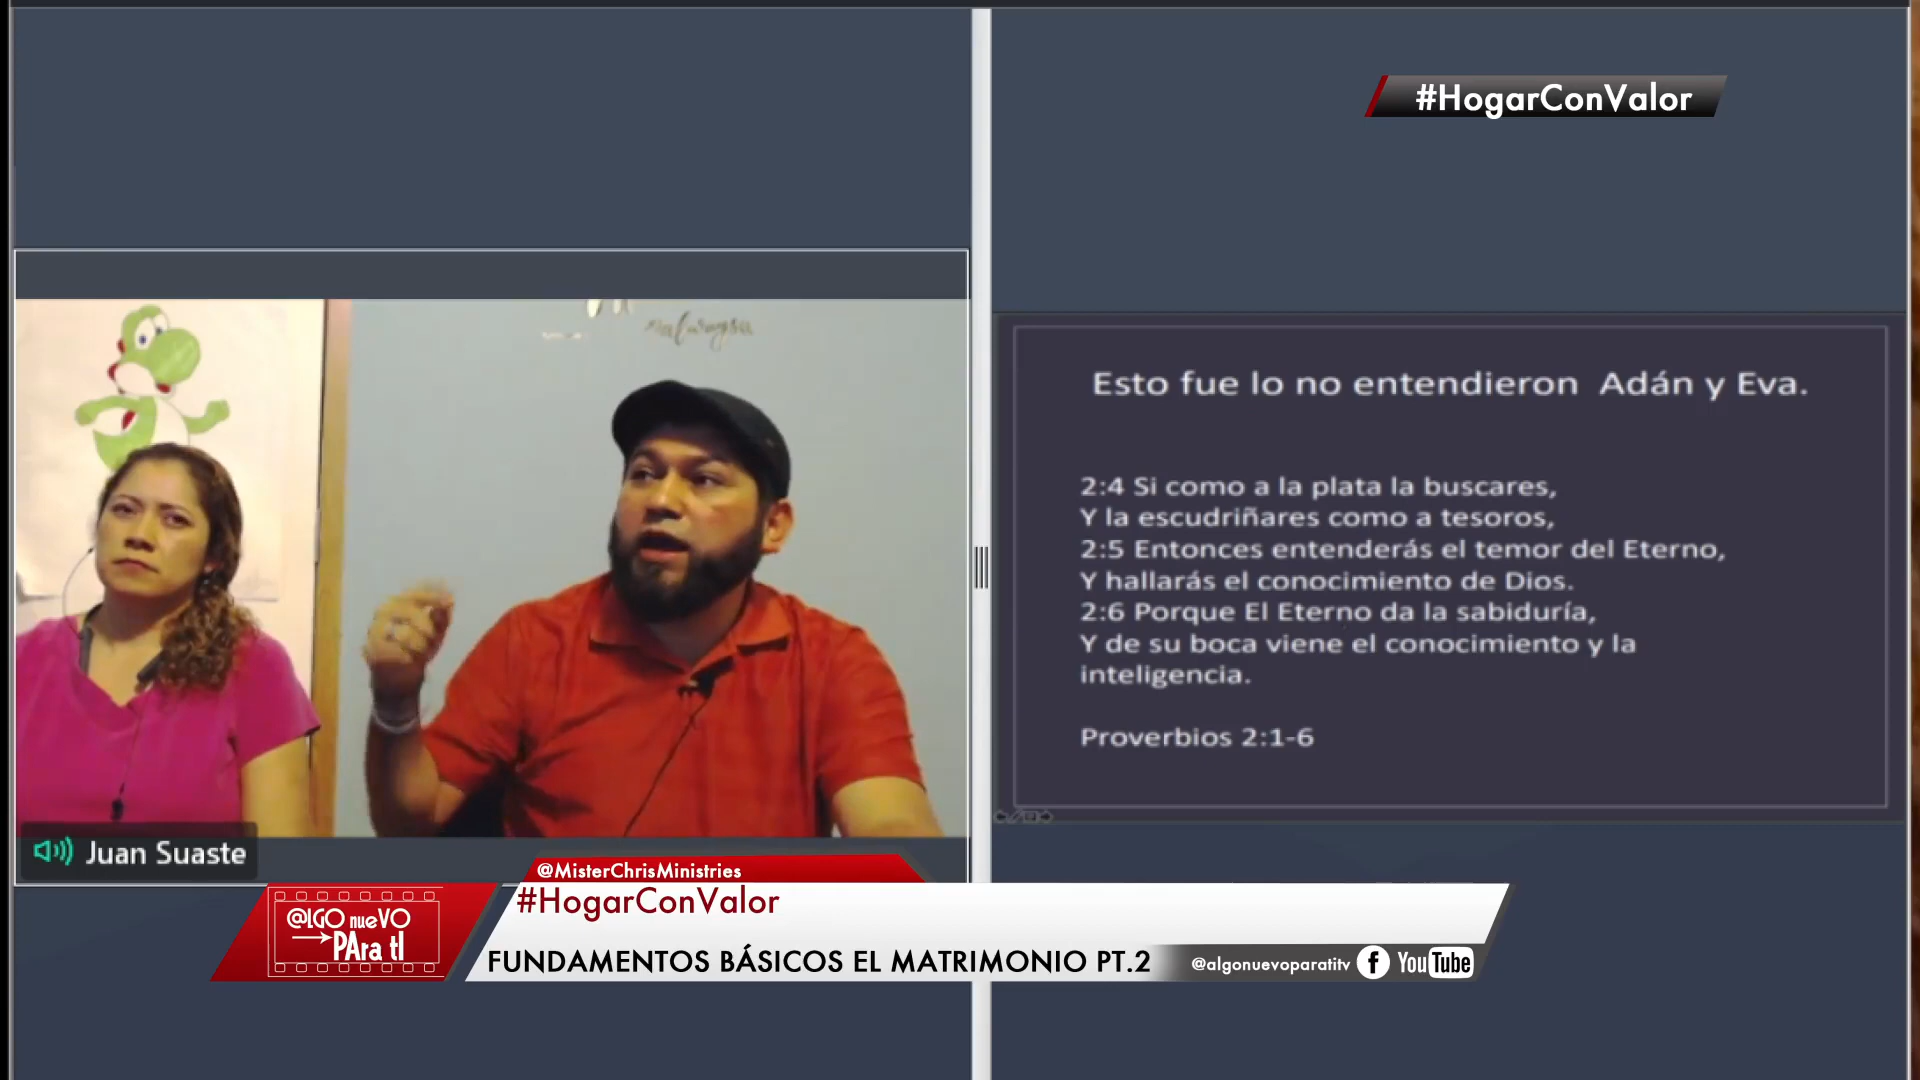 #HogarConValor
Esto fue lo no entendieron Adán y Eva.
2:4 Si como a la plata la buscares,
Y la escudriñares como a tesoros,
2:5 Entonces entenderás el temor del Eterno,
Y hallarás el conocimiento de Dios.
2:6 Porque El Eterno da la sabiduría,
Y de su boca viene el conocimiento y la
inteligencia.
Proverbios 2:1-6
Juan Suaste
@MisterChrisMinistries
#HogarConValor
@LGO nueVO
PAra tI
FUNDAMENTOS BÁSICOS EL MATRIMONIO PT.2
@algonuevoparatitv f YouTube